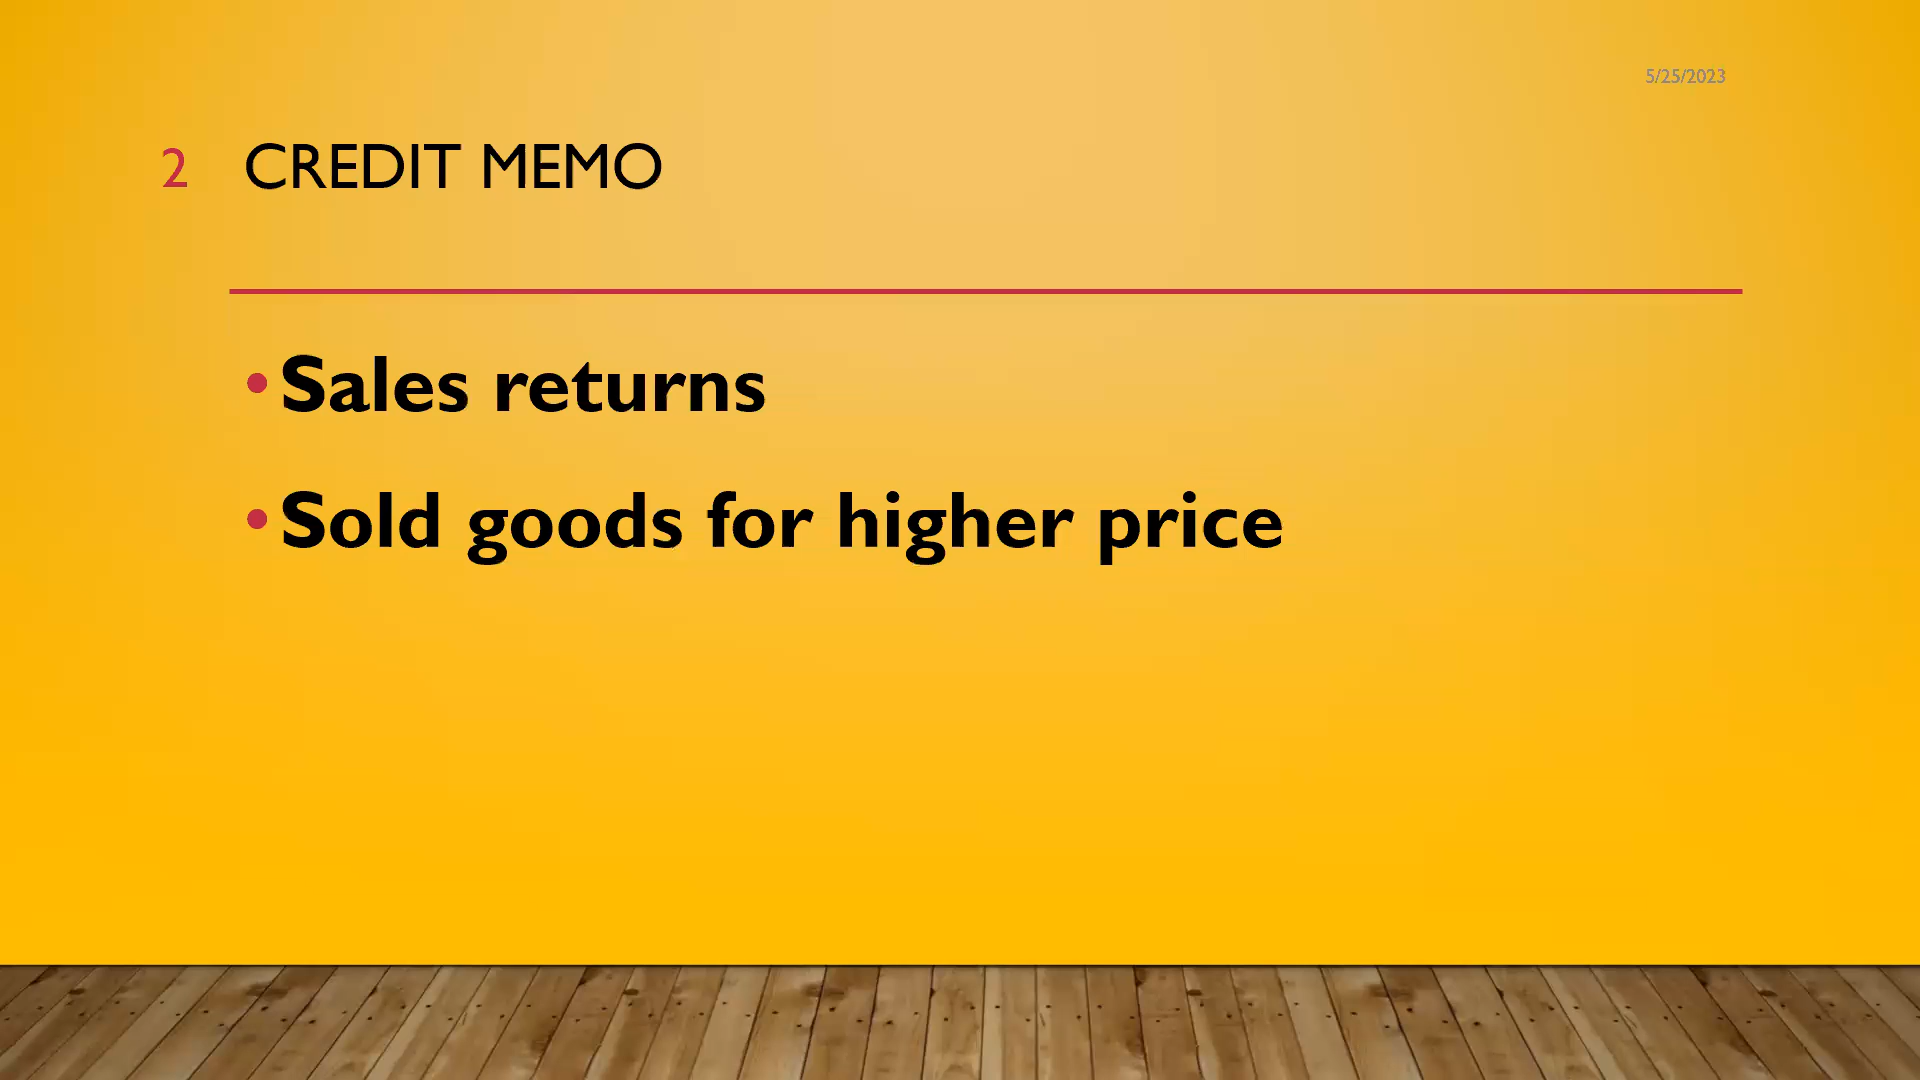 5/25/2023
2 CREDIT MEMO
• Sales returns
• Sold goods for higher price